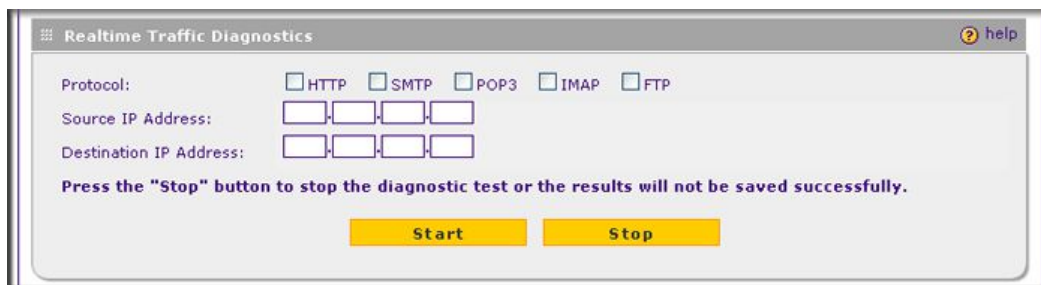 Realtime Traffic Diagnostics help
Protocol: HTTP SMTP POP3 IMAP FTP
Source IP Address: . . .
Destination IP Address: . . .
Press the "Stop" button to stop the diagnostic test or the results will not be saved successfully.
Start Stop